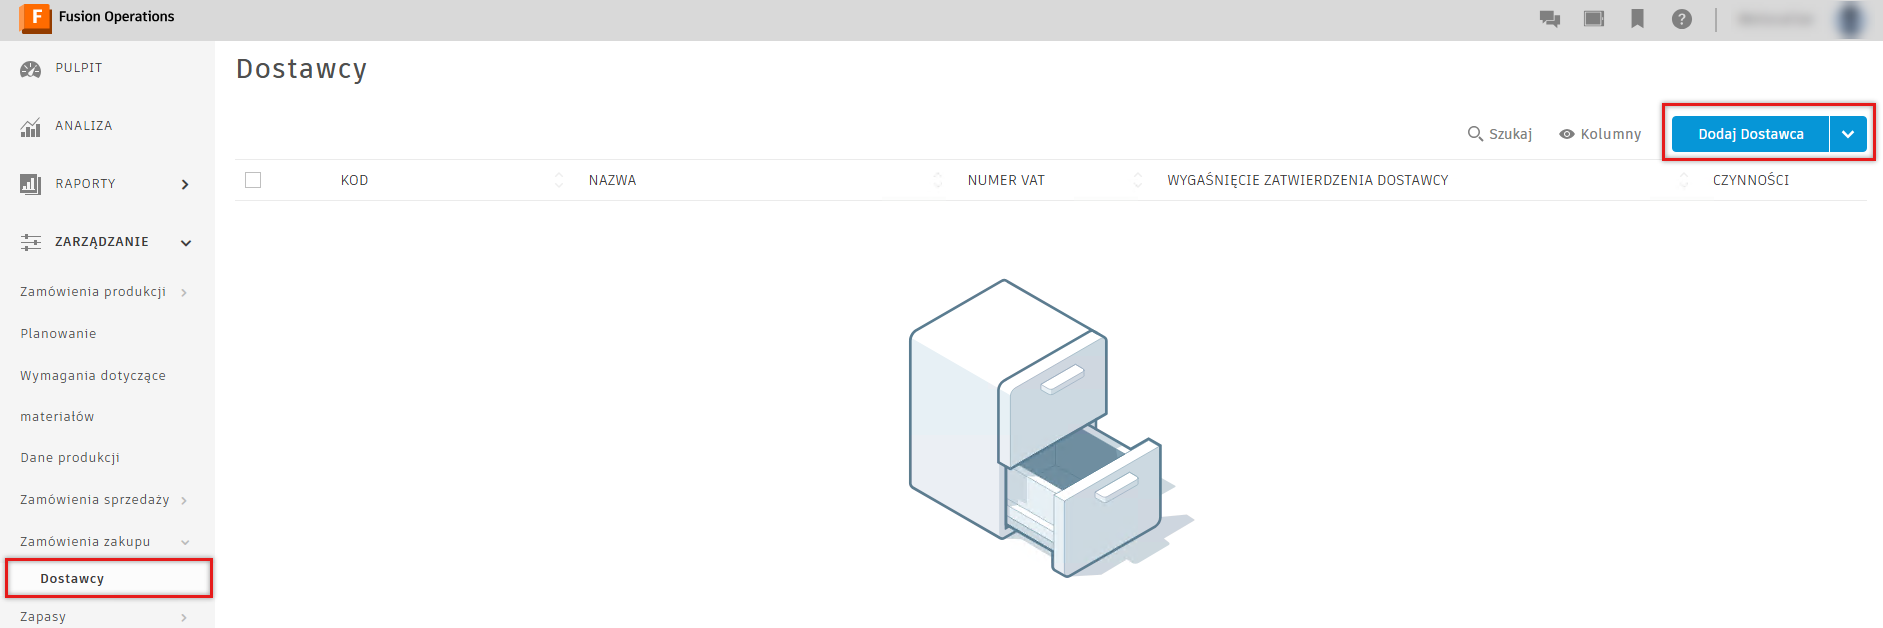 F Fusion Operations
PULPIT
ANALIZA
RAPORTY
ZARZĄDZANIE
Zamówienia produkcji
Planowanie
Wymagania dotyczące
materiałów
Dane produkcji
Zamówienia sprzedaży
Zamówienia zakupu
Dostawcy
Zapasy
?
Dostawcy
Szukaj Kolumny Dodaj Dostawca
KOD NAZWA NUMER VAT WYGAŚNIĘCIE ZATWIERDZENIA DOSTAWCY CZYNNOŚCI